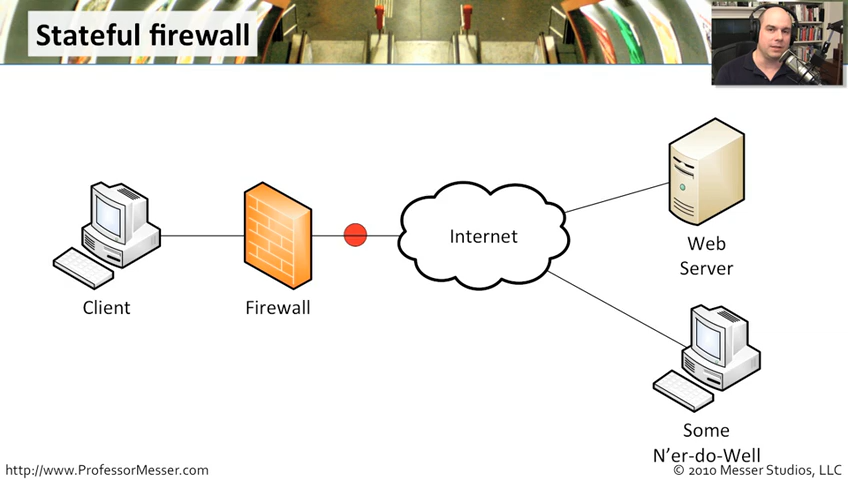 Stateful firewall
Internet
Web
Server
Client
Firewall
Some
N'er-do-Well
http://www.ProfessorMesser.com
© 2010 Messer Studios, LLC